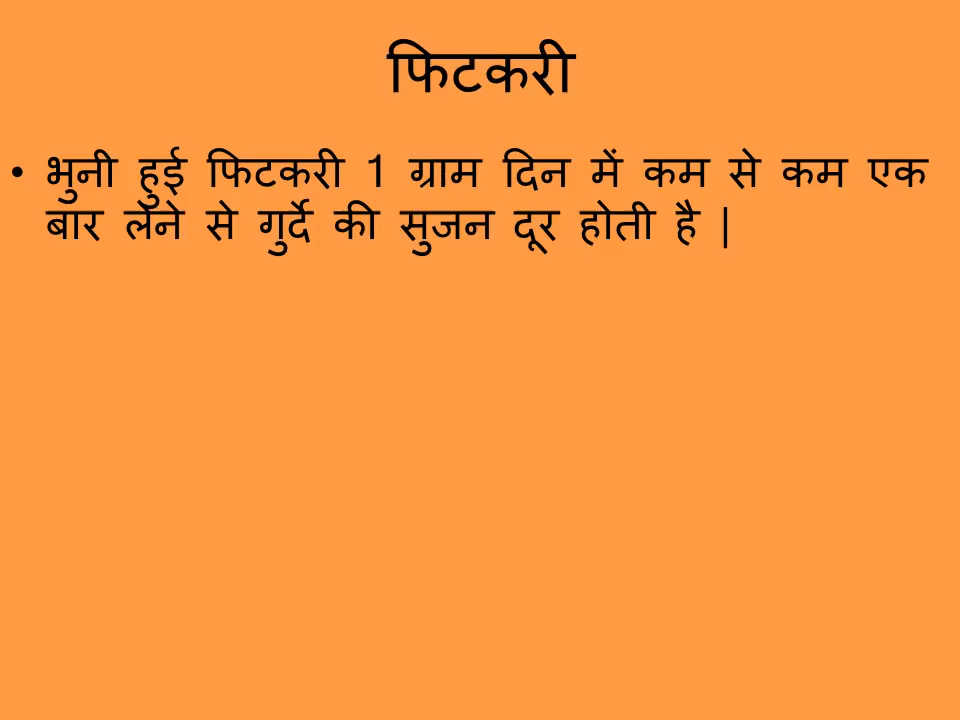 फिटकरी
• भुनी हुई फिटकरी 1 ग्राम दिन में कम से कम एक
बार लेने से गुर्दे की सुजन दूर होती है |